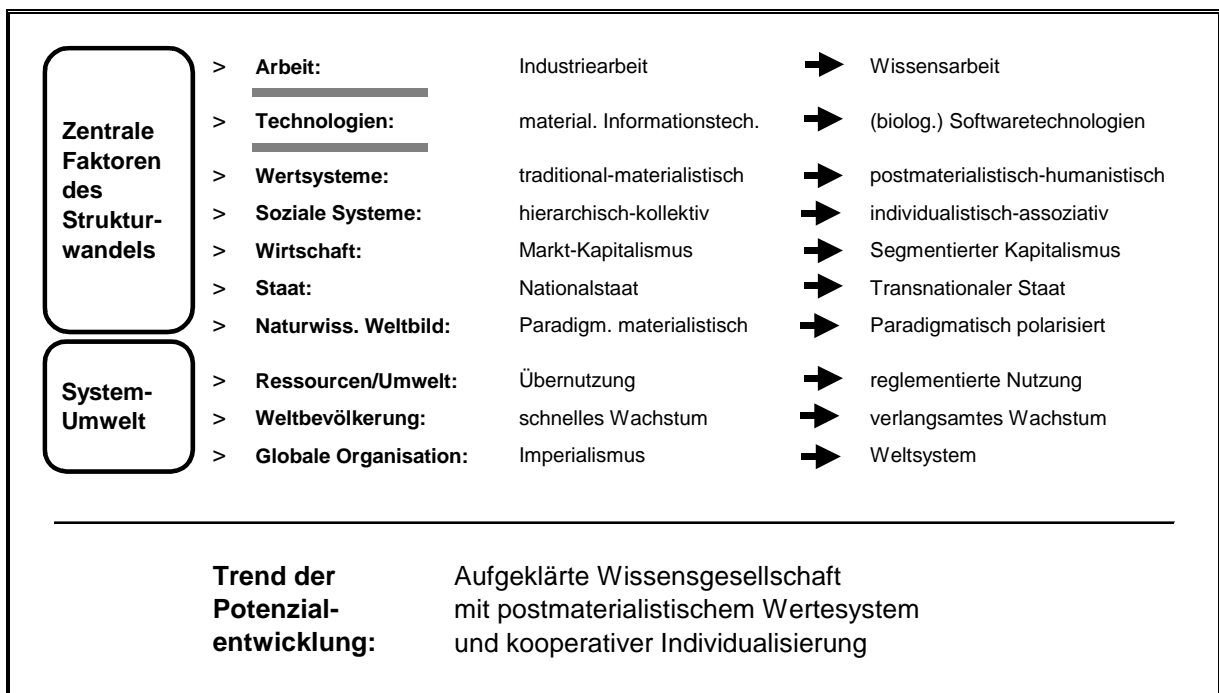 Zentrale
Faktoren
des
Struktur-
wandels
> Arbeit: Industriearbeit Wissensarbeit
> Technologien: material. Informationstech. (biolog.) Softwaretechnologien
> Wertsysteme: traditional-materialistisch postmaterialistisch-humanistisch
> Soziale Systeme: hierarchisch-kollektiv individualistisch-assoziativ
> Wirtschaft: Markt-Kapitalismus Segmentierter Kapitalismus
> Staat: Nationalstaat Transnationaler Staat
> Naturwiss. Weltbild: Paradigm. materialistisch Paradigmatisch polarisiert
System-
Umwelt
> Ressourcen/Umwelt: Übernutzung reglementierte Nutzung
> Weltbevölkerung: schnelles Wachstum verlangsamtes Wachstum
> Globale Organisation: Imperialismus Weltsystem
Trend der
Potenzial-
entwicklung:
Aufgeklärte Wissensgesellschaft
mit postmaterialistischem Wertesystem
und kooperativer Individualisierung